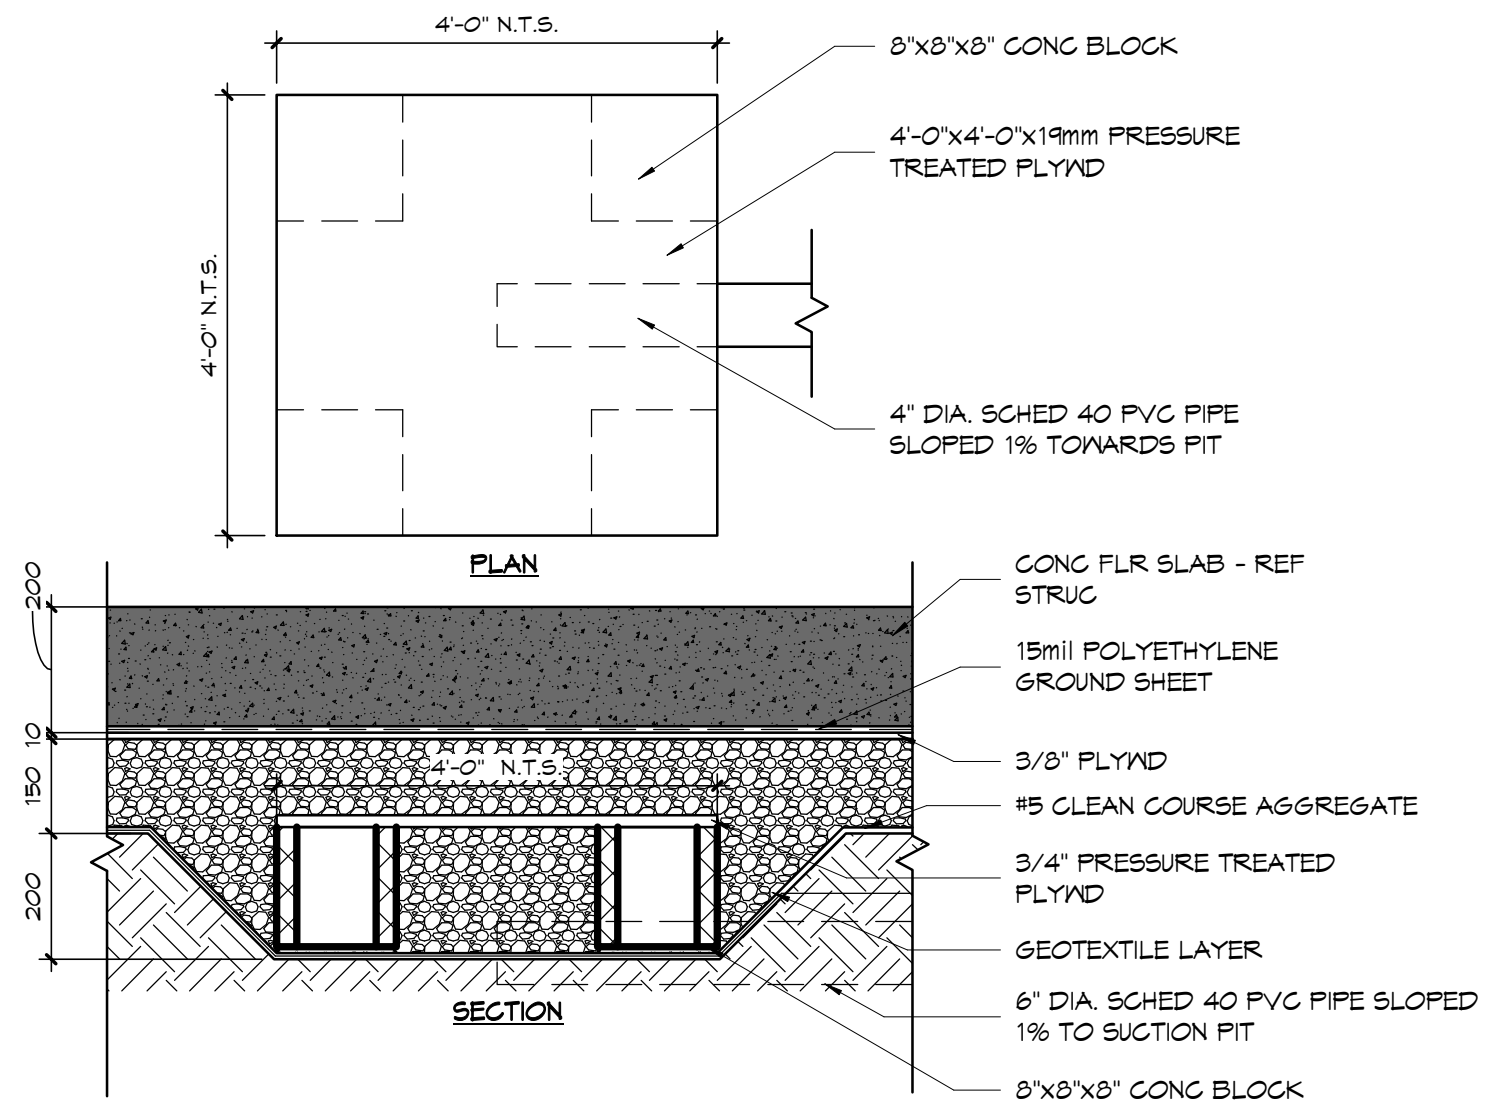 4'-0" N.T.S.
8"x8"x8" CONC BLOCK
4'-0"x4'-0"x19mm PRESSURE
TREATED PLYWD
4'-0" N.T.S.
4" DIA. SCHED 40 PVC PIPE
SLOPED 1% TOWARDS PIT
PLAN
200
10
150
200
4'-0" N.T.S.
CONC FLR SLAB - REF
STRUC
15mil POLYETHYLENE
GROUND SHEET
3/8" PLYWD
#5 CLEAN COURSE AGGREGATE
3/4" PRESSURE TREATED
PLYWD
GEOTEXTILE LAYER
6" DIA. SCHED 40 PVC PIPE SLOPED
1% TO SUCTION PIT
8"x8"x8" CONC BLOCK
SECTION